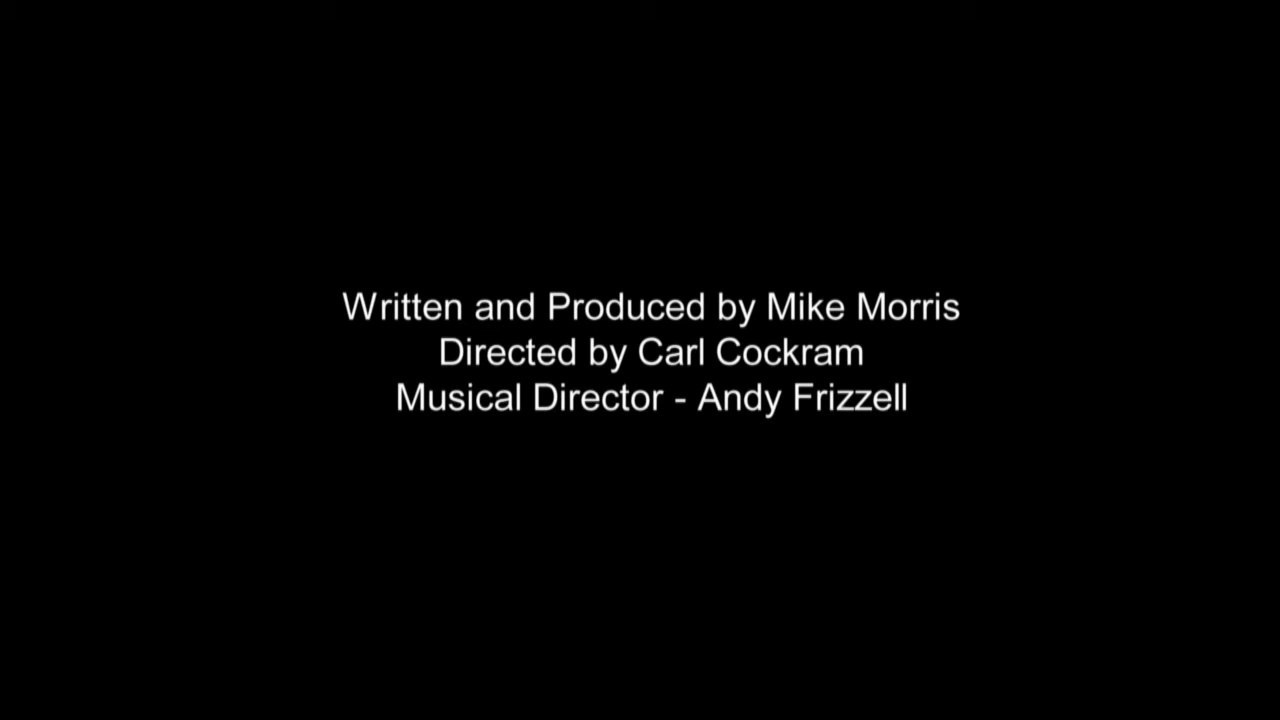 Written and Produced by Mike Morris
Directed by Carl Cockram
Musical Director - Andy Frizzell